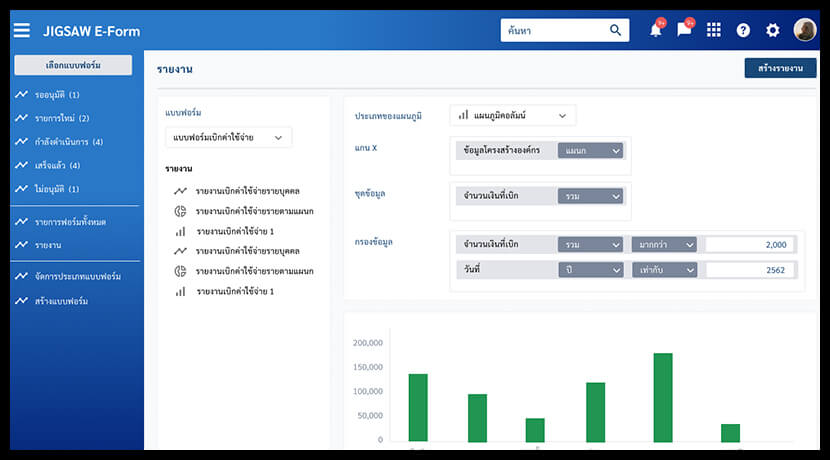 JIGSAW E-Form
ค้นหา
9+
9+
เลือกแบบฟอร์ม
รออนุมัติ (1)
รายการใหม่ (2)
กำลังดำเนินการ (4)
เสร็จแล้ว (4)
ไม่อนุมัติ (1)
รายการฟอร์มทั้งหมด
รายงาน
จัดการประเภทแบบฟอร์ม
สร้างแบบฟอร์ม
รายงาน
สร้างรายงาน
แบบฟอร์ม
แบบฟอร์มเบิกค่าใช้จ่าย
รายงาน
รายงานเบิกค่าใช้จ่ายรายบุคคล
รายงานเบิกค่าใช้จ่ายรายตามแผนก
รายงานเบิกค่าใช้จ่าย 1
รายงานเบิกค่าใช้จ่ายรายบุคคล
รายงานเบิกค่าใช้จ่ายรายตามแผนก
รายงานเบิกค่าใช้จ่าย 1
ประเภทของแผนภูมิ แผนภูมิคอลัมน์
แกน X ข้อมูลโครงสร้างองค์กร แผนก
ชุดข้อมูล จำนวนเงินที่เบิก รวม
กรองข้อมูล จำนวนเงินที่เบิก รวม มากกว่า 2,000
วันที่ ปี เท่ากับ 2562
200,000
150,000
100,000
50,000
0